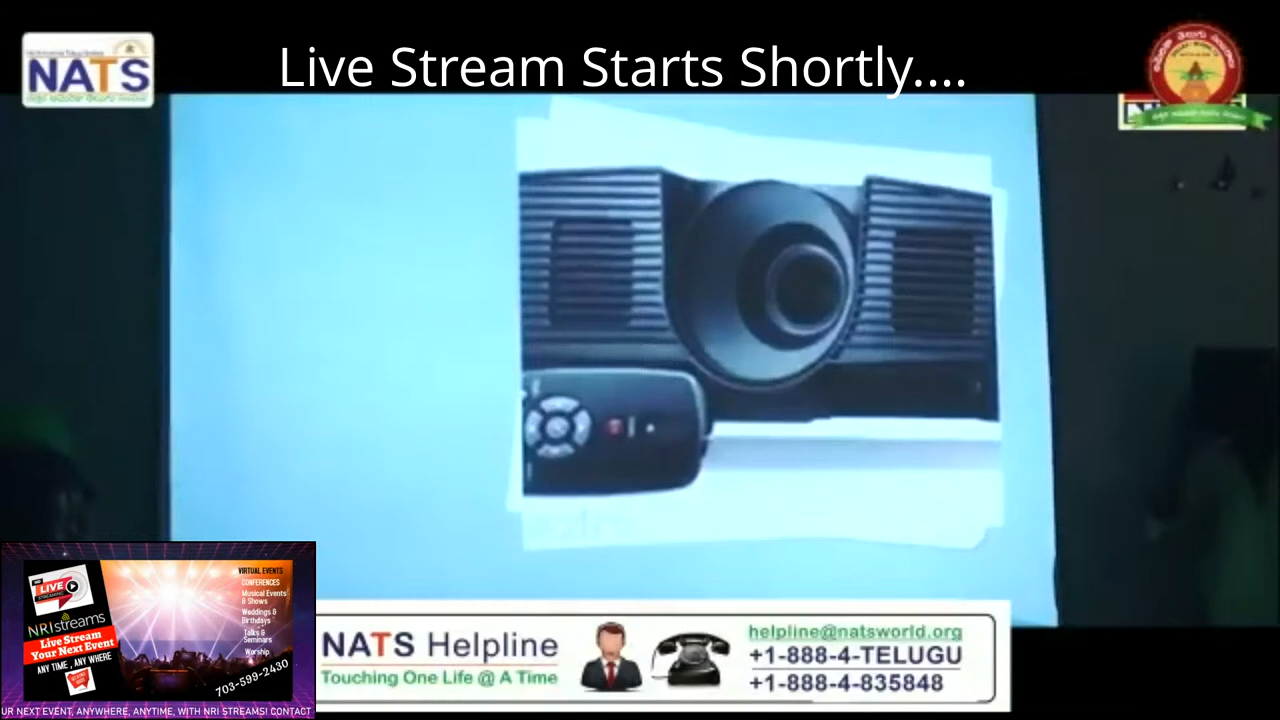 Live Stream Starts Shortly....
NATS
LIVE
STREAMING
NRIstreams
Live Stream
Your Next Event
ANY TIME , ANY WHERE
VIRTUAL EVENTS
CONFERENCES
Musical Events
& Shows
Weddings &
Birthdays
Talks &
Seminars
Worship
703-599-2430
UR NEXT EVENT, ANYWHERE, ANYTIME, WITH NRI STREAMS! CONTACT
NATS Helpline
Touching One Life @ A Time
helpline@natsworld.org
+1-888-4-TELUGU
+1-888-4-835848